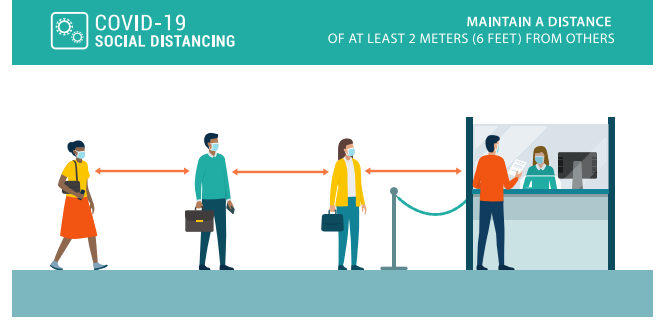 COVID-19
SOCIAL DISTANCING
MAINTAIN A DISTANCE
OF AT LEAST 2 METERS (6 FEET) FROM OTHERS